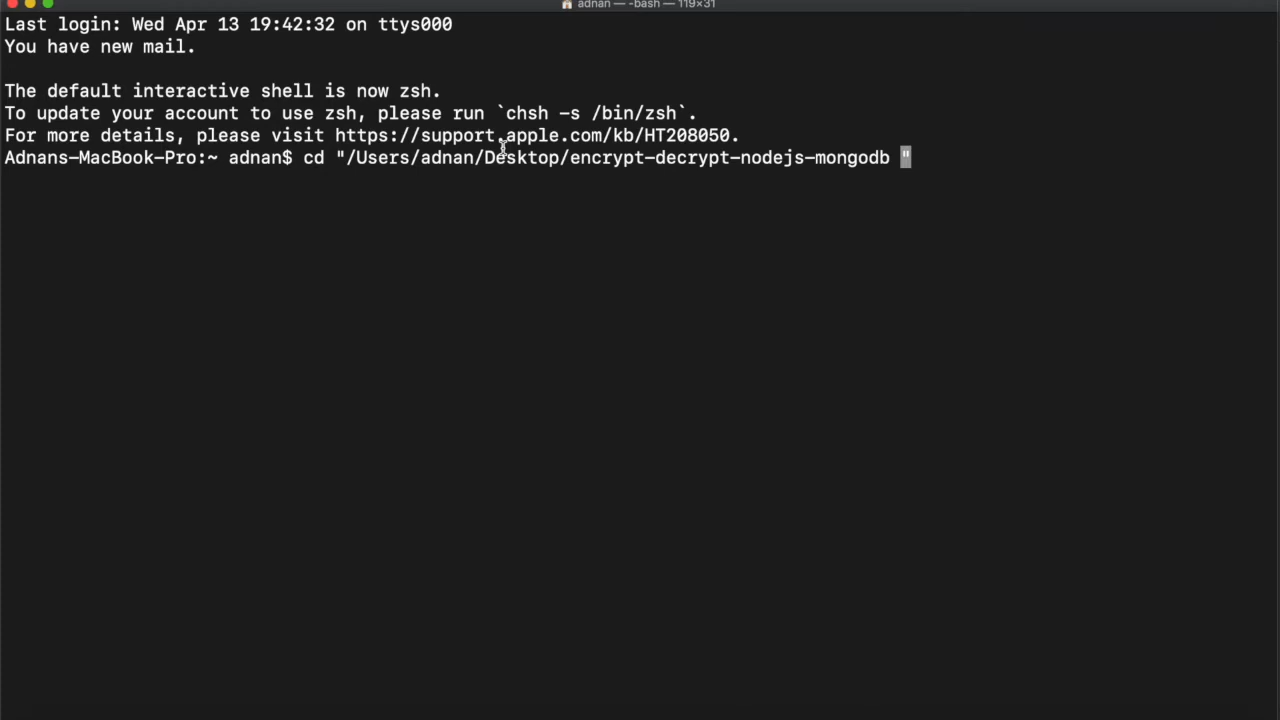 adnan — -bash — 119×31
Last login: Wed Apr 13 19:42:32 on ttys000
You have new mail.
The default interactive shell is now zsh.
To update your account to use zsh, please run `chsh -s /bin/zsh`.
For more details, please visit https://support.apple.com/kb/HT208050.
Adnans-MacBook-Pro:~ adnan$ cd "/Users/adnan/Desktop/encrypt-decrypt-nodejs-mongodb "